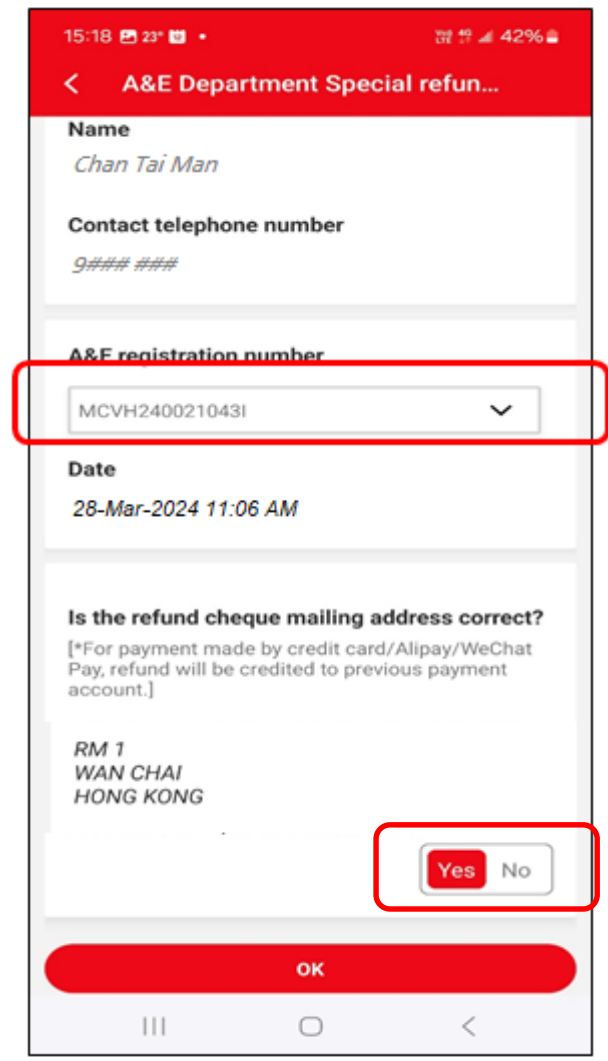 15:18 23° •
42%
A&E Department Special refun...
Name
Chan Tai Man
Contact telephone number
9### ###
A&E registration number
MCVH240021043I
Date
28-Mar-2024 11:06 AM
Is the refund cheque mailing address correct?
[*For payment made by credit card/Alipay/WeChat
Pay, refund will be credited to previous payment
account.]
RM 1
WAN CHAI
HONG KONG
Yes No
OK